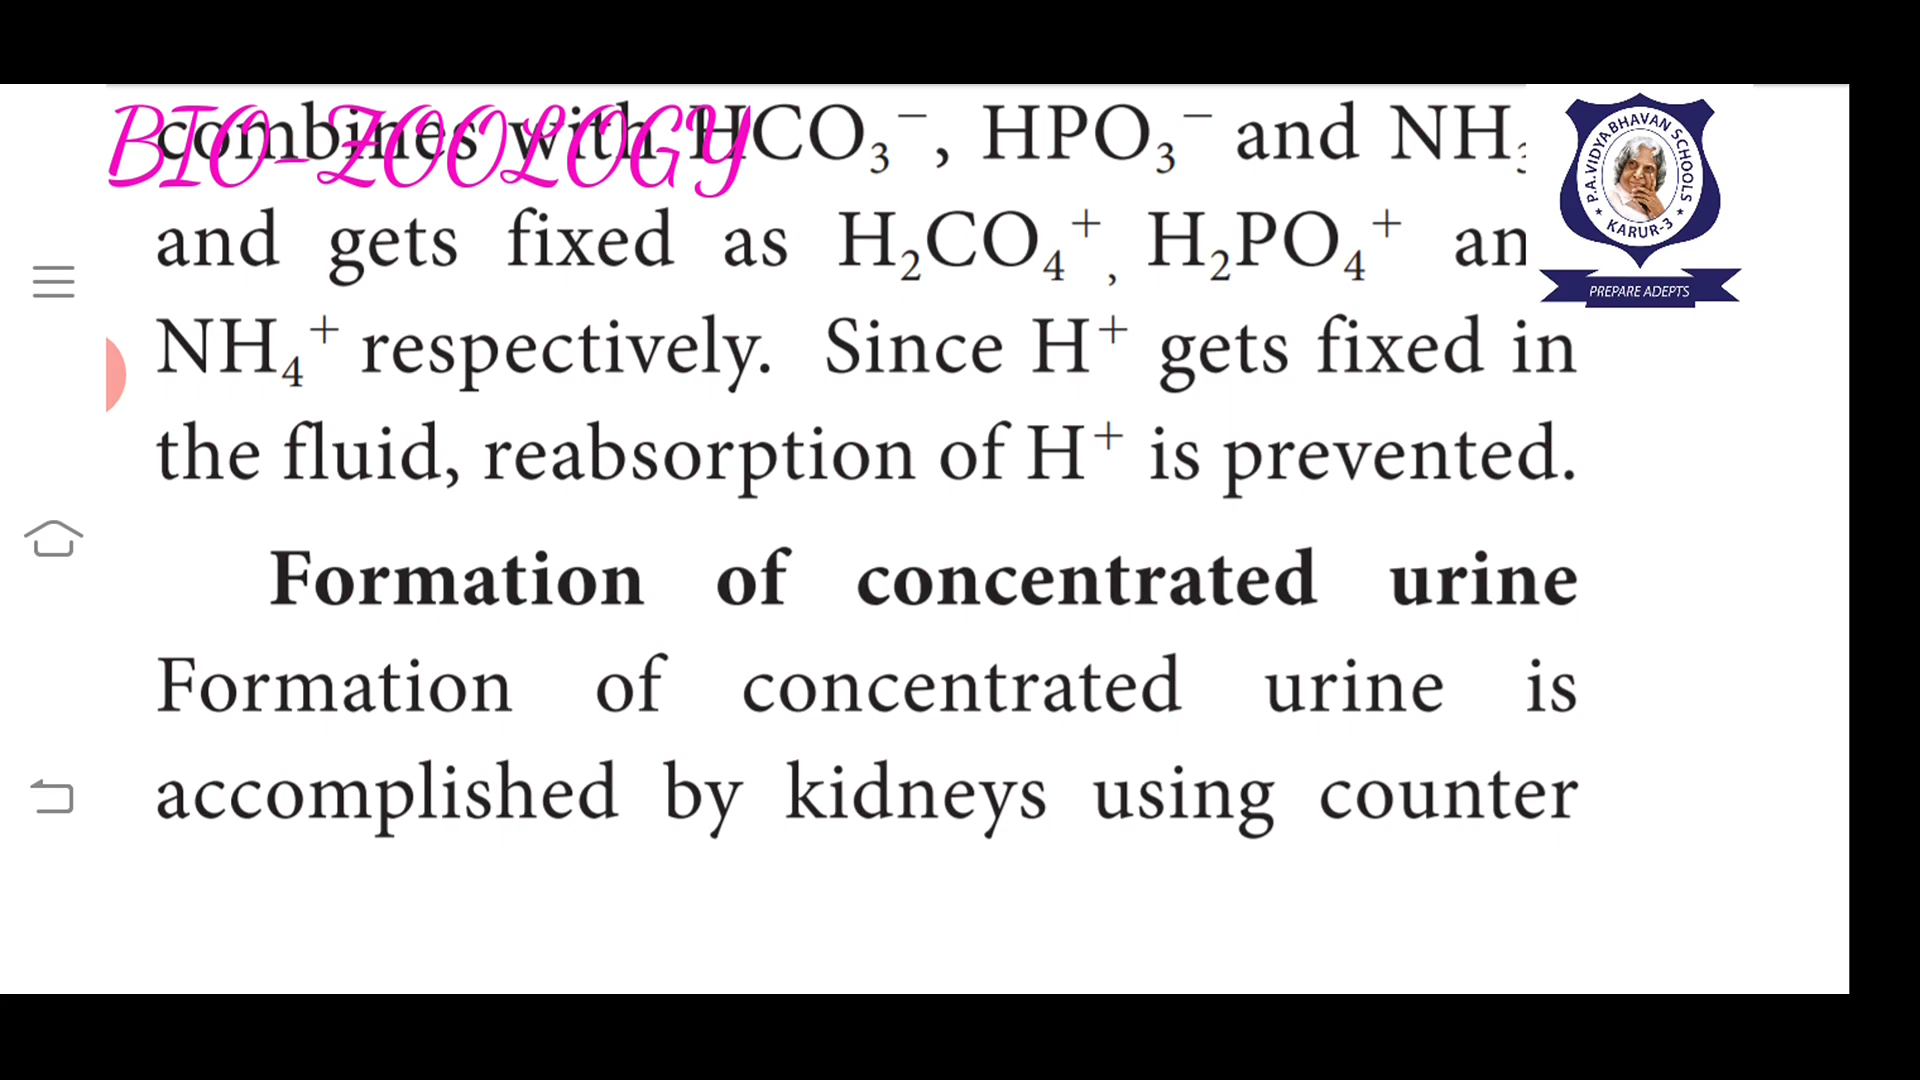 BIO-ZOOLOGY
combines with HCO₃⁻, HPO₃⁻ and NH₃
and gets fixed as H₂CO₄⁺, H₂PO₄⁺ an
NH₄⁺ respectively. Since H⁺ gets fixed in
the fluid, reabsorption of H⁺ is prevented.
Formation of concentrated urine
Formation of concentrated urine is
accomplished by kidneys using counter
P.A.VIDYA BHAVAN SCHOOLS
KARUR-3
PREPARE ADEPTS